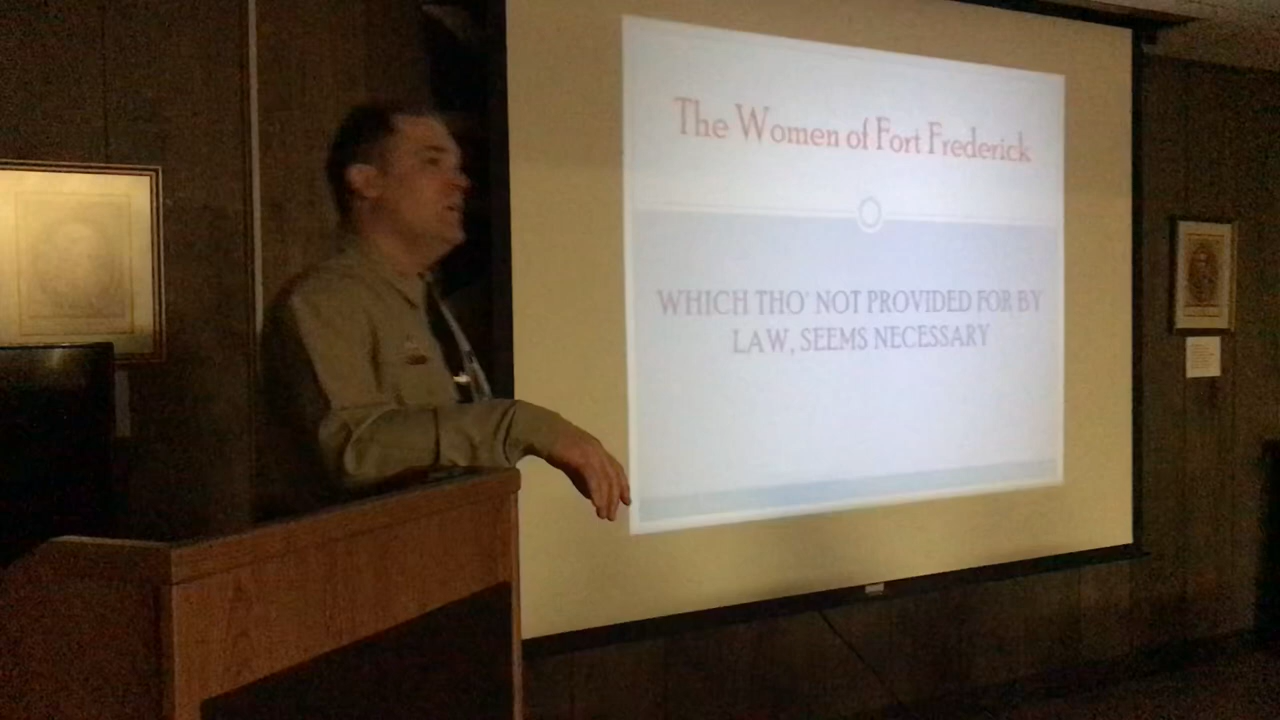 The Women of Fort Frederick
WHICH THO' NOT PROVIDED FOR BY
LAW, SEEMS NECESSARY